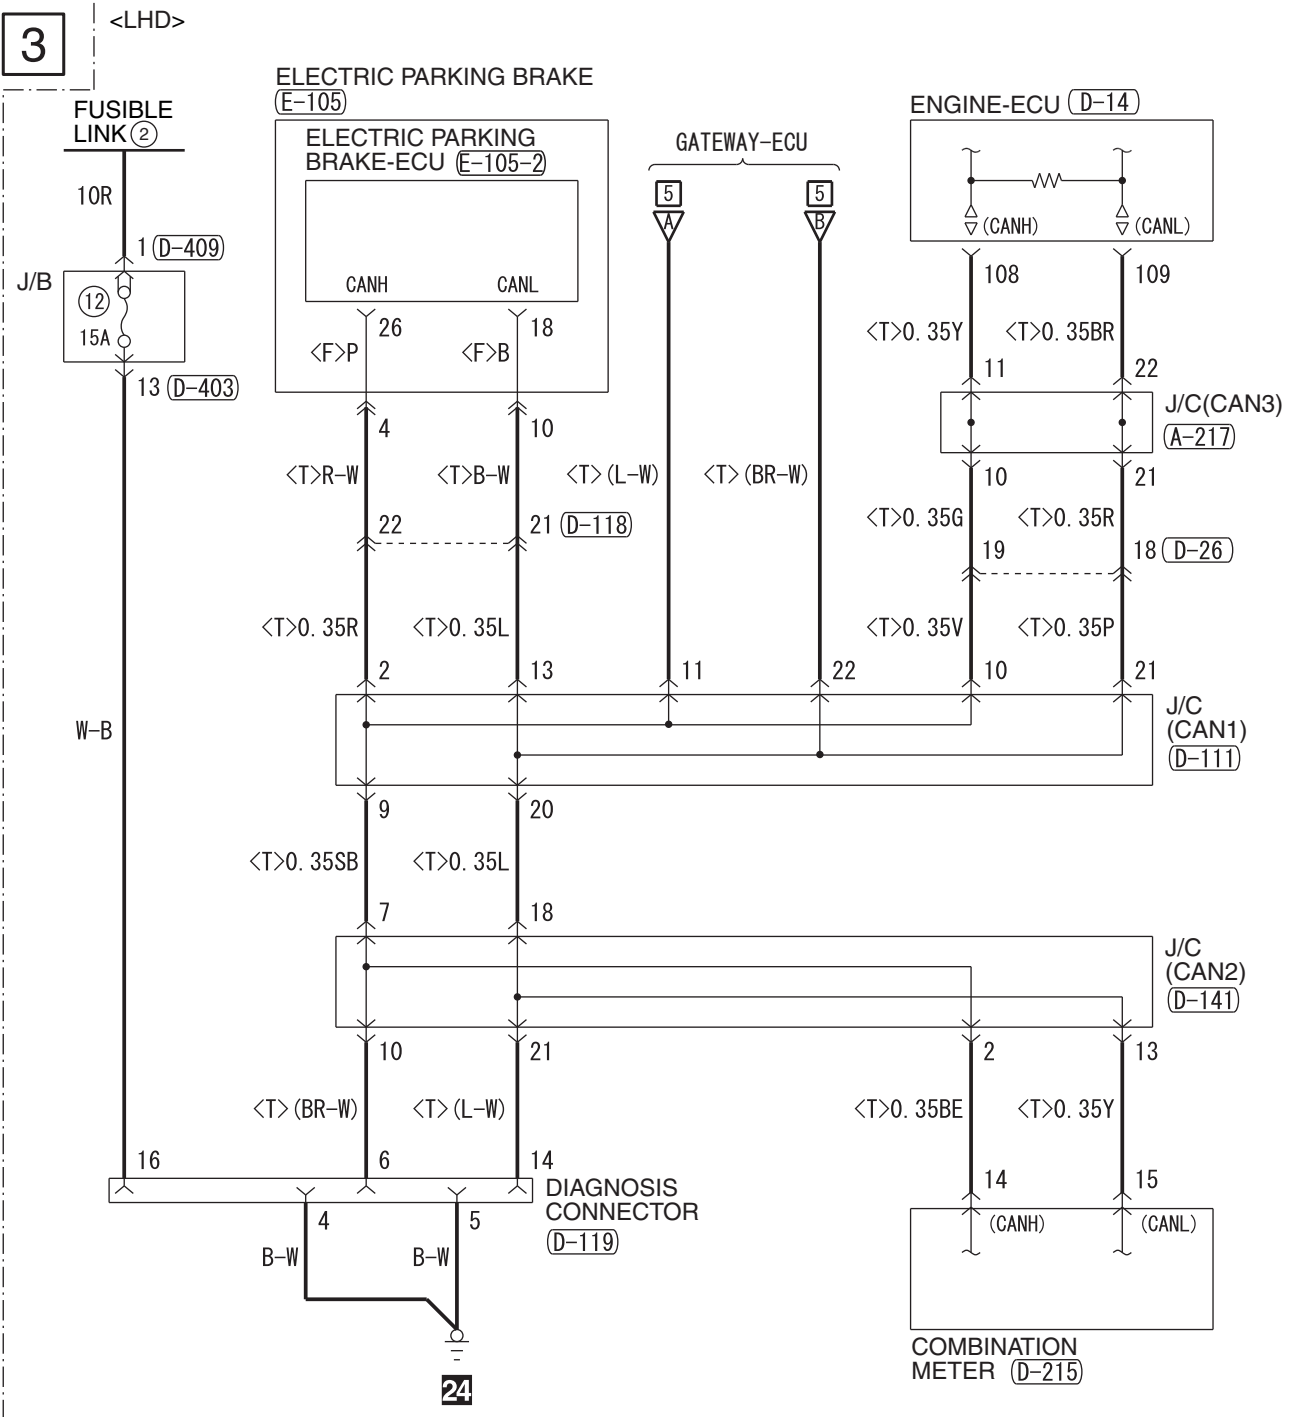 3
<LHD>
FUSIBLE
LINK 2
10R
1 D-409
J/B
12
15A
13 D-403
W-B
ELECTRIC PARKING BRAKE
E-105
ELECTRIC PARKING
BRAKE-ECU E-105-2
CANH CANL
26 18
<F>P <F>B
4 10
<T>R-W <T>B-W
22 21 D-118
<T>0.35R <T>0.35L
2 13
GATEWAY-ECU
5 5
A B
<T>(L-W) <T>(BR-W)
11 22
ENGINE-ECU D-14
(CANH) (CANL)
108 109
<T>0.35Y <T>0.35BR
11 22
J/C(CAN3)
A-217
10 21
<T>0.35G <T>0.35R
19 18 D-26
<T>0.35V <T>0.35P
10 21
J/C
(CAN1)
D-111
9 20
<T>0.35SB <T>0.35L
7 18
J/C
(CAN2)
D-141
10 21 2 13
<T>(BR-W) <T>(L-W) <T>0.35BE <T>0.35Y
16 6 14
DIAGNOSIS
CONNECTOR
D-119
4 5
B-W B-W
24
14 15
(CANH) (CANL)
COMBINATION
METER D-215